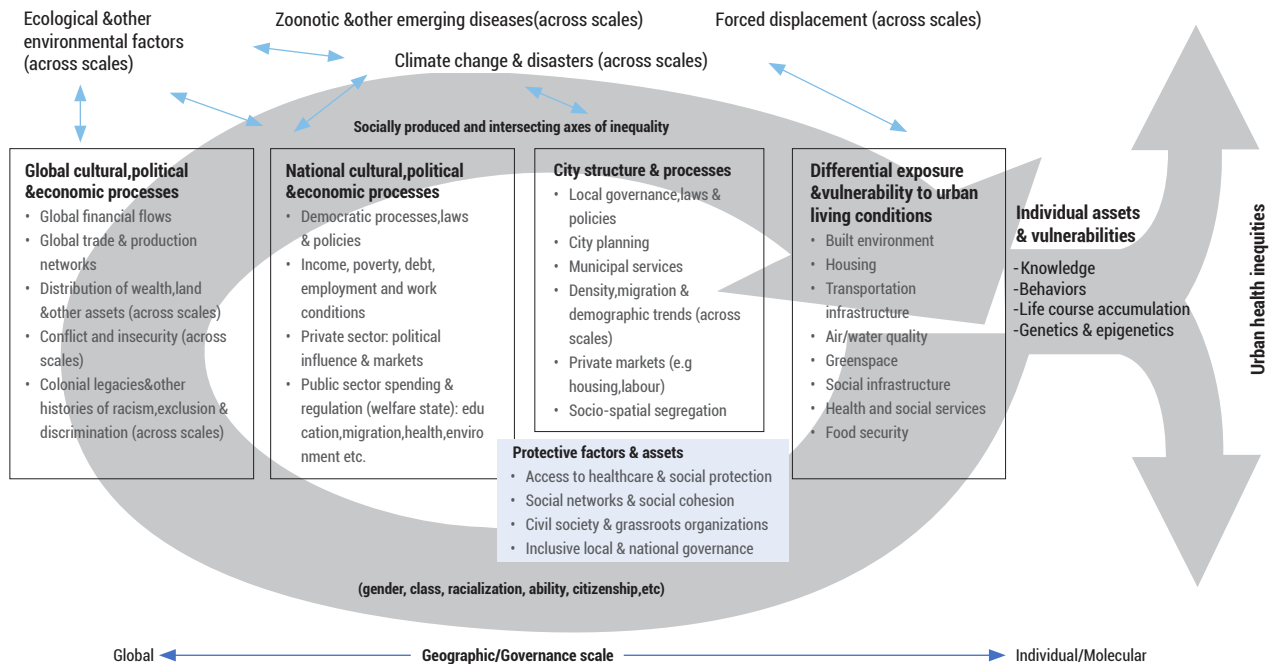 Ecological &other
environmental factors
(across scales)
Zoonotic &other emerging diseases(across scales)
Forced displacement (across scales)
Climate change & disasters (across scales)
Socially produced and intersecting axes of inequality
Global cultural,political
&economic processes
• Global financial flows
• Global trade & production
networks
• Distribution of wealth,land
&other assets (across scales)
• Conflict and insecurity (across
scales)
• Colonial legacies&other
histories of racism,exclusion &
discrimination (across scales)
National cultural,political
&economic processes
• Democratic processes,laws
& policies
• Income, poverty, debt,
employment and work
conditions
• Private sector: political
influence & markets
• Public sector spending &
regulation (welfare state): edu
cation,migration,health,enviro
nment etc.
City structure & processes
• Local governance,laws &
policies
• City planning
• Municipal services
• Density,migration &
demographic trends (across
scales)
• Private markets (e.g
housing,labour)
• Socio-spatial segregation
Protective factors & assets
• Access to healthcare & social protection
• Social networks & social cohesion
• Civil society & grassroots organizations
• Inclusive local & national governance
Differential exposure
&vulnerability to urban
living conditions
• Built environment
• Housing
• Transportation
infrastructure
• Air/water quality
• Greenspace
• Social infrastructure
• Health and social services
• Food security
Individual assets
& vulnerabilities
-Knowledge
-Behaviors
-Life course accumulation
-Genetics & epigenetics
Urban health inequities
(gender, class, racialization, ability, citizenship,etc)
Global
Geographic/Governance scale
Individual/Molecular